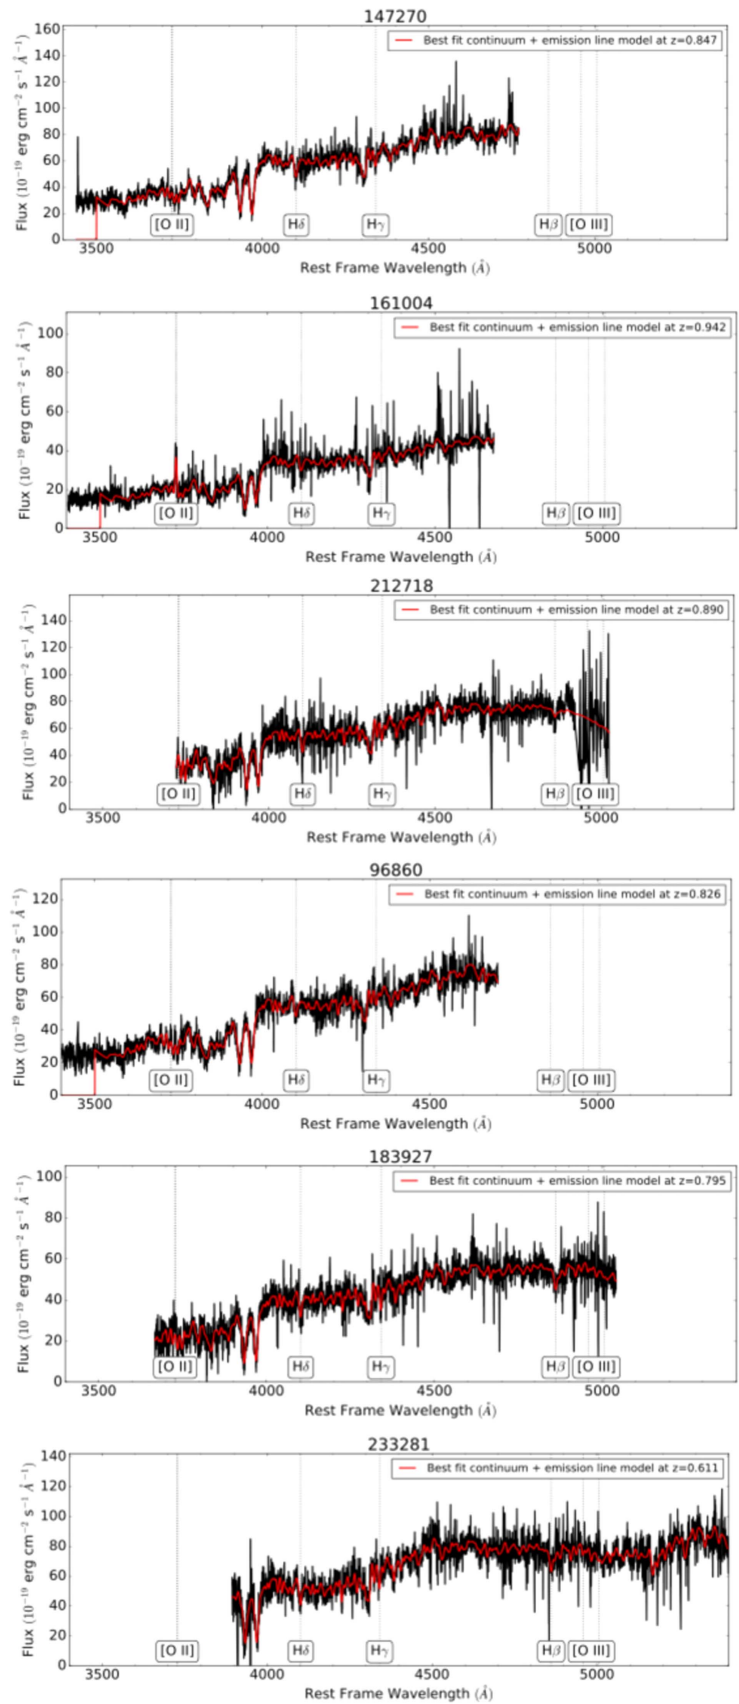 147270
Best fit continuum + emission line model at z=0.847
160
140
120
100
80
60
40
20
0
Flux (10⁻¹⁹ erg cm⁻² s⁻¹ Å⁻¹)
[O II] Hδ Hγ Hβ [O III]
3500 4000 4500 5000
Rest Frame Wavelength (Å)
161004
Best fit continuum + emission line model at z=0.942
100
80
60
40
20
0
Flux (10⁻¹⁹ erg cm⁻² s⁻¹ Å⁻¹)
[O II] Hδ Hγ Hβ [O III]
3500 4000 4500 5000
Rest Frame Wavelength (Å)
212718
Best fit continuum + emission line model at z=0.890
140
120
100
80
60
40
20
0
Flux (10⁻¹⁹ erg cm⁻² s⁻¹ Å⁻¹)
[O II] Hδ Hγ Hβ [O III]
3500 4000 4500 5000
Rest Frame Wavelength (Å)
96860
Best fit continuum + emission line model at z=0.826
120
100
80
60
40
20
0
Flux (10⁻¹⁹ erg cm⁻² s⁻¹ Å⁻¹)
[O II] Hδ Hγ Hβ [O III]
3500 4000 4500 5000
Rest Frame Wavelength (Å)
183927
Best fit continuum + emission line model at z=0.795
100
80
60
40
20
0
Flux (10⁻¹⁹ erg cm⁻² s⁻¹ Å⁻¹)
[O II] Hδ Hγ Hβ [O III]
3500 4000 4500 5000
Rest Frame Wavelength (Å)
233281
Best fit continuum + emission line model at z=0.611
140
120
100
80
60
40
20
0
Flux (10⁻¹⁹ erg cm⁻² s⁻¹ Å⁻¹)
[O II] Hδ Hγ Hβ [O III]
3500 4000 4500 5000
Rest Frame Wavelength (Å)